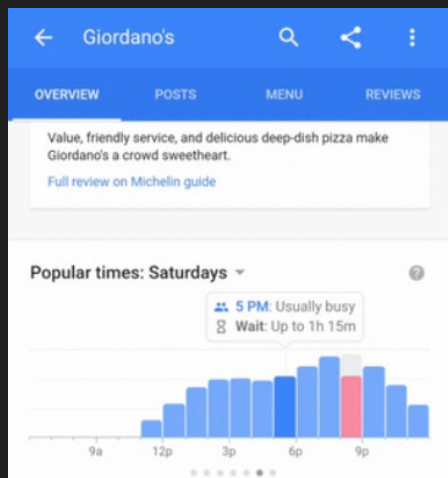 Giordano's
OVERVIEW POSTS MENU REVIEWS
Value, friendly service, and delicious deep-dish pizza make
Giordano's a crowd sweetheart.
Full review on Michelin guide
Popular times: Saturdays
?
5 PM: Usually busy
Wait: Up to 1h 15m
9a 12p 3p 6p 9p